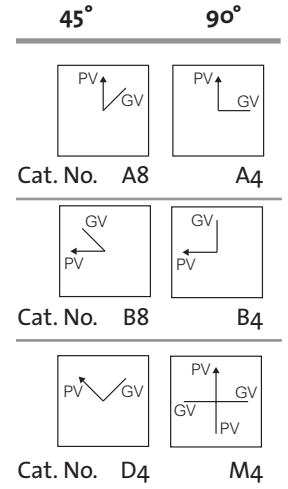 45° 90°
PV GV PV GV
Cat. No. A8 A4
GV PV GV PV
Cat. No. B8 B4
PV GV PV GV GV PV
Cat. No. D4 M4